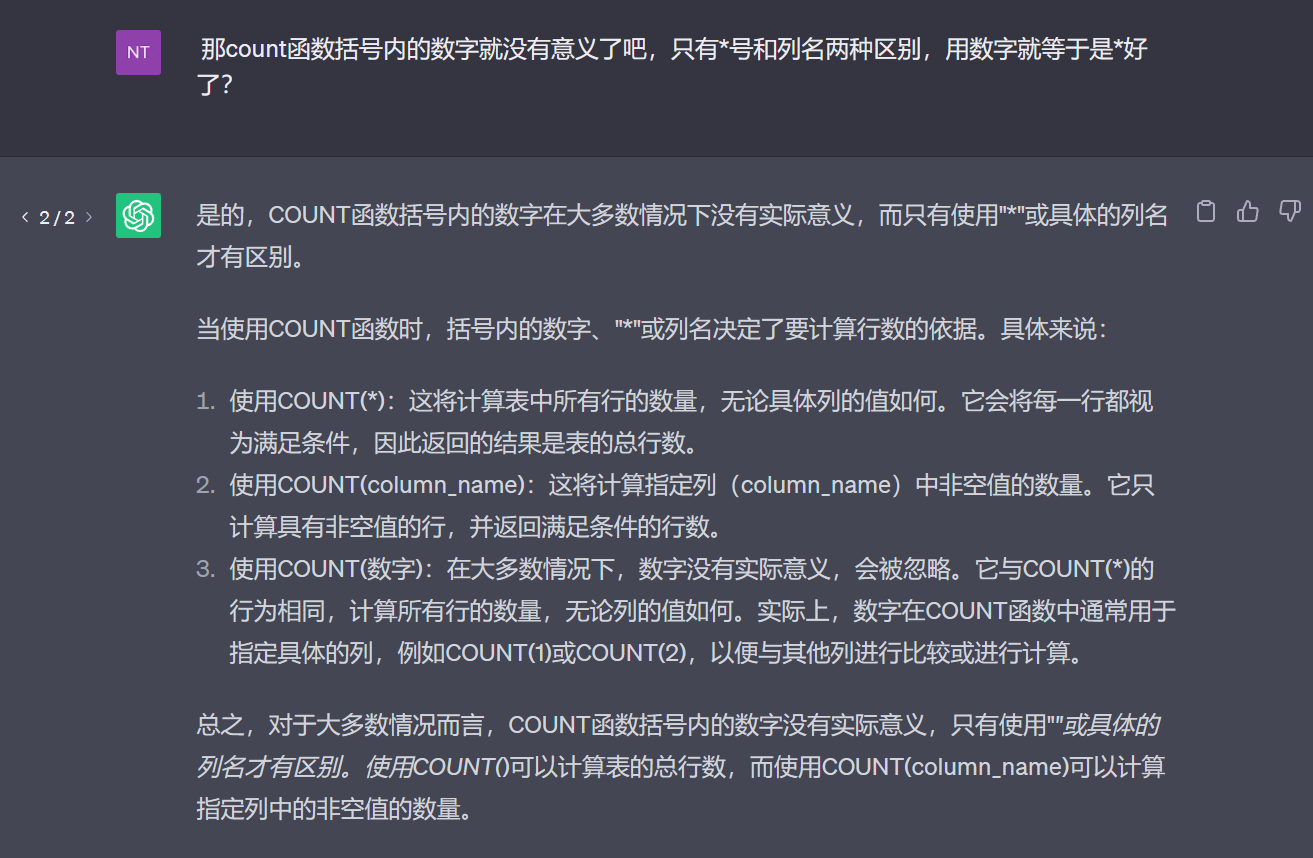 NT
那count函数括号内的数字就没有意义了吧，只有*号和列名两种区别，用数字就等于是*好
了？
2 / 2
是的，COUNT函数括号内的数字在大多数情况下没有实际意义，而只有使用"*"或具体的列名
才有区别。
当使用COUNT函数时，括号内的数字、"*"或列名决定了要计算行数的依据。具体来说：
1. 使用COUNT(*)：这将计算表中所有行的数量，无论具体列的值如何。它会将每一行都视
为满足条件，因此返回的结果是表的总行数。
2. 使用COUNT(column_name)：这将计算指定列（column_name）中非空值的数量。它只
计算具有非空值的行，并返回满足条件的行数。
3. 使用COUNT(数字)：在大多数情况下，数字没有实际意义，会被忽略。它与COUNT(*)的
行为相同，计算所有行的数量，无论列的值如何。实际上，数字在COUNT函数中通常用于
指定具体的列，例如COUNT(1)或COUNT(2)，以便与其他列进行比较或进行计算。
总之，对于大多数情况而言，COUNT函数括号内的数字没有实际意义，只有使用""或具体的
列名才有区别。使用COUNT()可以计算表的总行数，而使用COUNT(column_name)可以计算
指定列中的非空值的数量。